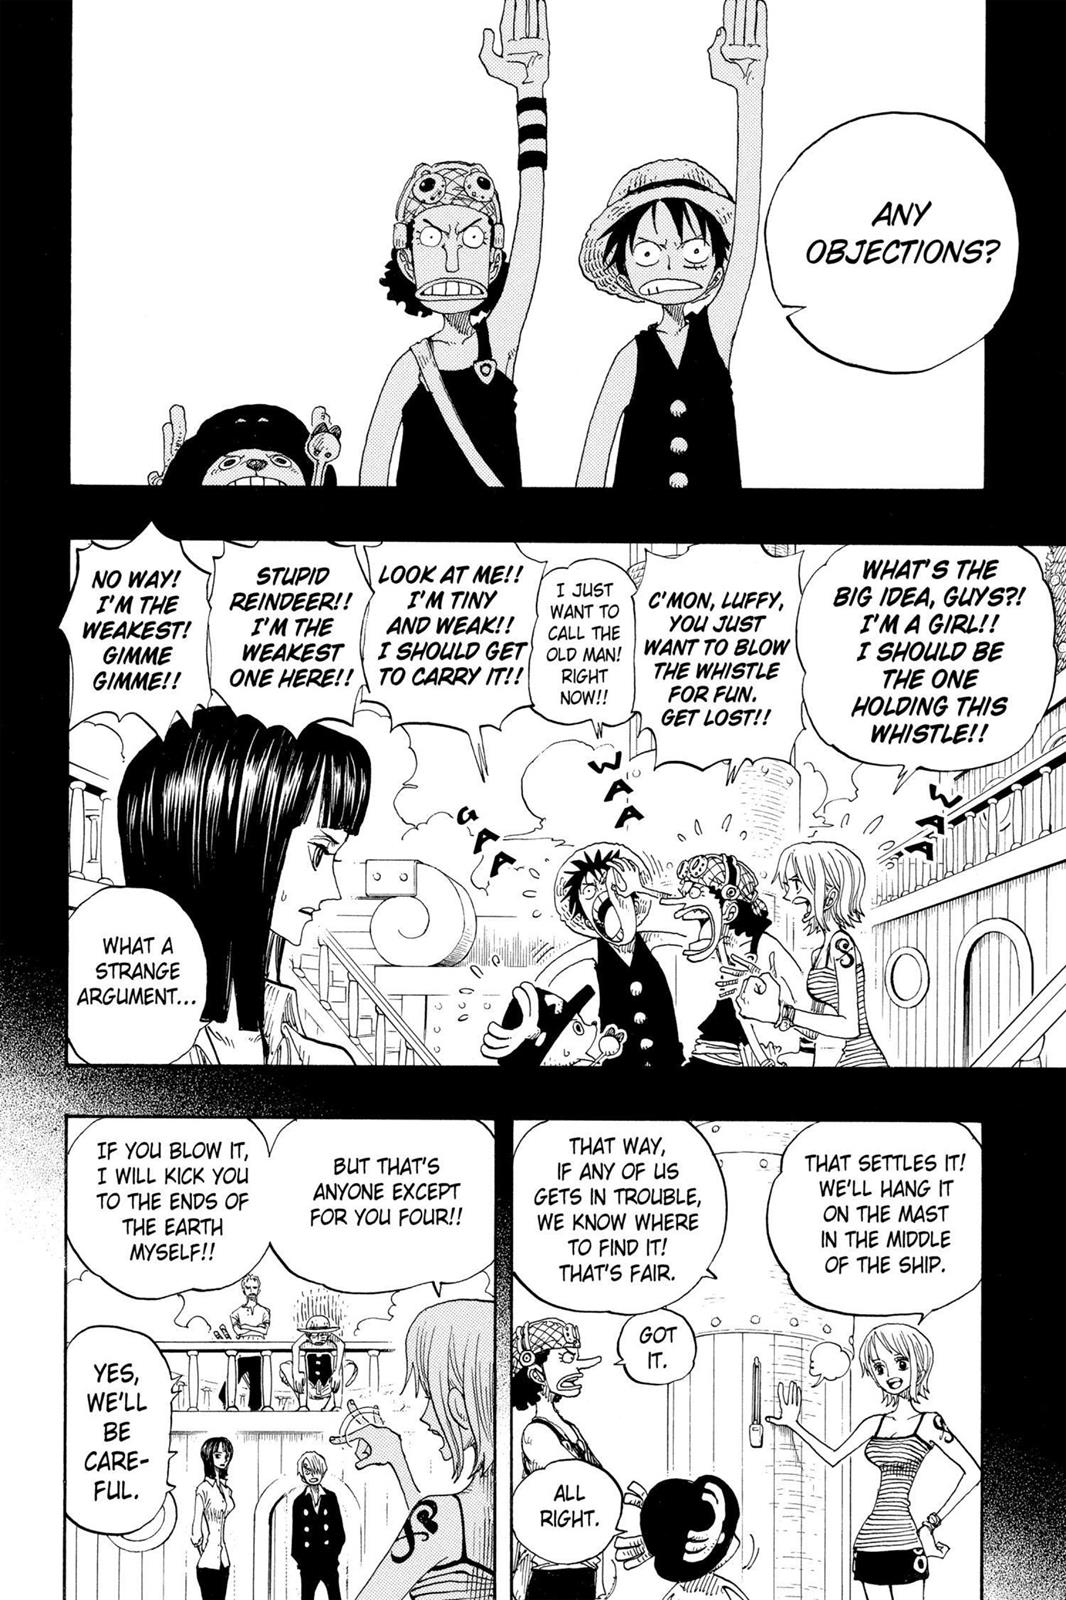 ANY
OBJECTIONS?
WHAT'S THE
BIG IDEA, GUYS?!
I'M A GIRL!!
I SHOULD BE
THE ONE
HOLDING THIS
WHISTLE!!
C'MON, LUFFY,
YOU JUST
WANT TO BLOW
THE WHISTLE
FOR FUN.
GET LOST!!
I JUST
WANT TO
CALL THE
OLD MAN!
RIGHT
NOW!!
LOOK AT ME!!
I'M TINY
AND WEAK!!
I SHOULD GET
TO CARRY IT!!
STUPID
REINDEER!!
I'M THE
WEAKEST
ONE HERE!!
NO WAY!
I'M THE
WEAKEST!
GIMME
GIMME!!
WAAA
WAAA
GAAA
WHAT A
STRANGE
ARGUMENT...
THAT SETTLES IT!
WE'LL HANG IT
ON THE MAST
IN THE MIDDLE
OF THE SHIP.
THAT WAY,
IF ANY OF US
GETS IN TROUBLE,
WE KNOW WHERE
TO FIND IT!
THAT'S FAIR.
GOT
IT.
ALL
RIGHT.
BUT THAT'S
ANYONE EXCEPT
FOR YOU FOUR!!
IF YOU BLOW IT,
I WILL KICK YOU
TO THE ENDS OF
THE EARTH
MYSELF!!
YES,
WE'LL
BE
CARE-
FUL.